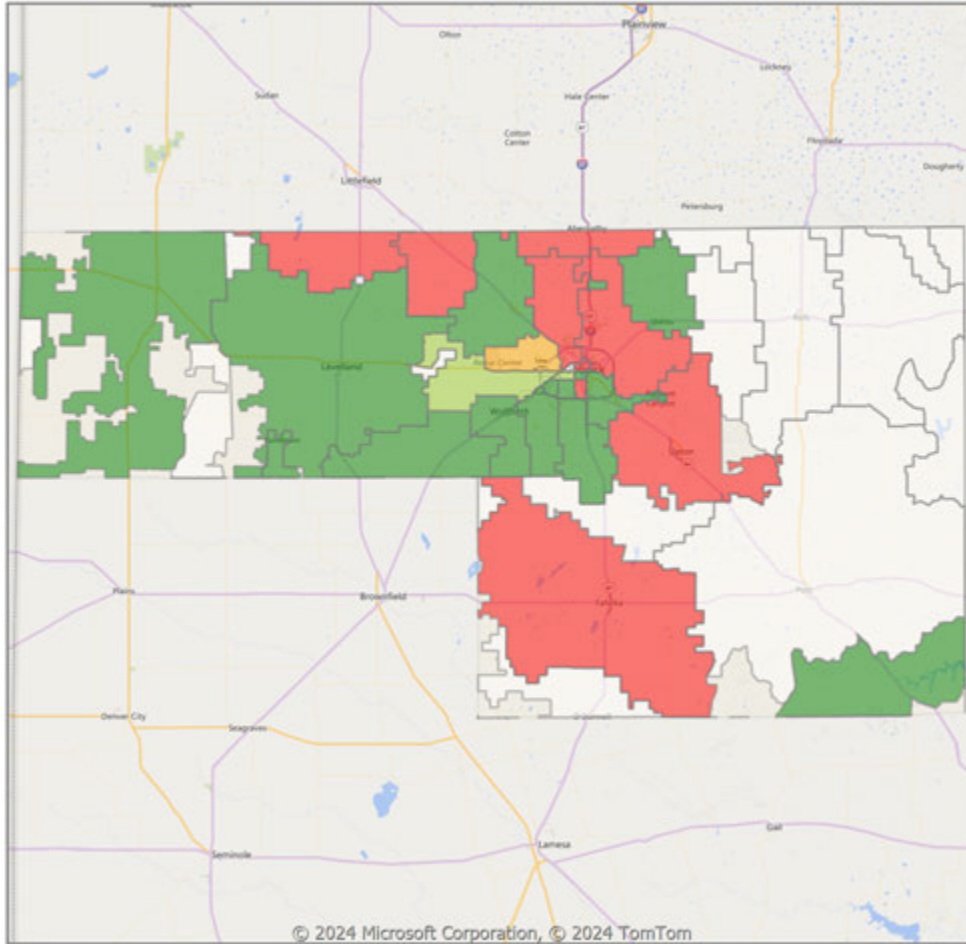 Plainview
Olton
Lockney
Sudan
Hale Center
Cotton
Center
Floydada
Dougherty
Littlefield
Petersburg
Abernathy
Levelland
Wolfforth
Slaton
Tahoka
Plains
Brownfield
Denver City
Seagraves
Gail
Lamesa
Seminole
© 2024 Microsoft Corporation, © 2024 TomTom